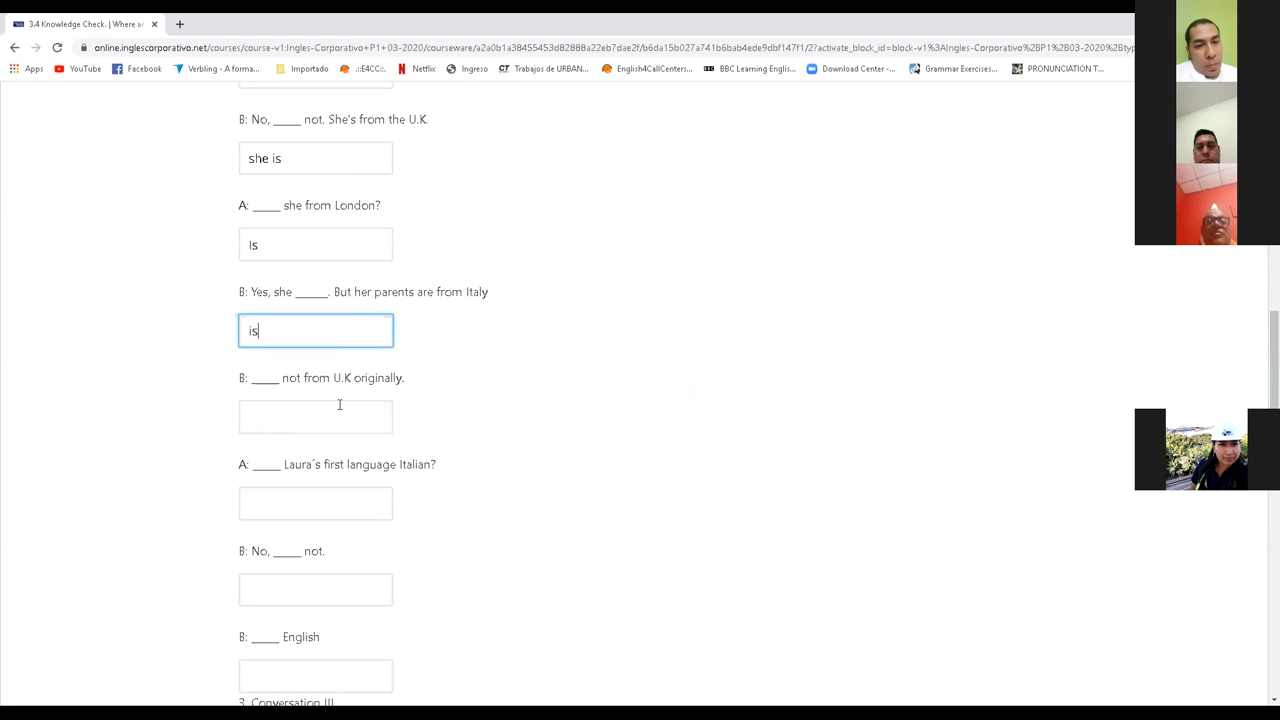 3.4 Knowledge Check. | Where a
online.inglescorporativo.net/courses/course-v1:Ingles-Corporativo+P1+03-2020/courseware/a2a0b13c8455453d82888a22eb7dae2f/b6da15b027a741b6bab4ede9dbf147f1/2?activate_block_id=block-v1%3AIngles-Corporativo%2BP1%2B03-2020%2Btyp
Apps YouTube Facebook Verbling - A forma... Importado .::E4CC::. Netflix Ingreso Trabajos de URBAN... English4CallCenters... BBC Learning Englis... Download Center -... Grammar Exercises... PRONUNCIATION T...
B: No, _____ not. She's from the U.K.
she is
A: _____ she from London?
Is
B: Yes, she ______. But her parents are from Italy
is
B: _____ not from U.K originally.
A: _____ Laura´s first language Italian?
B: No, _____ not.
B: _____ English
3. Conversation III